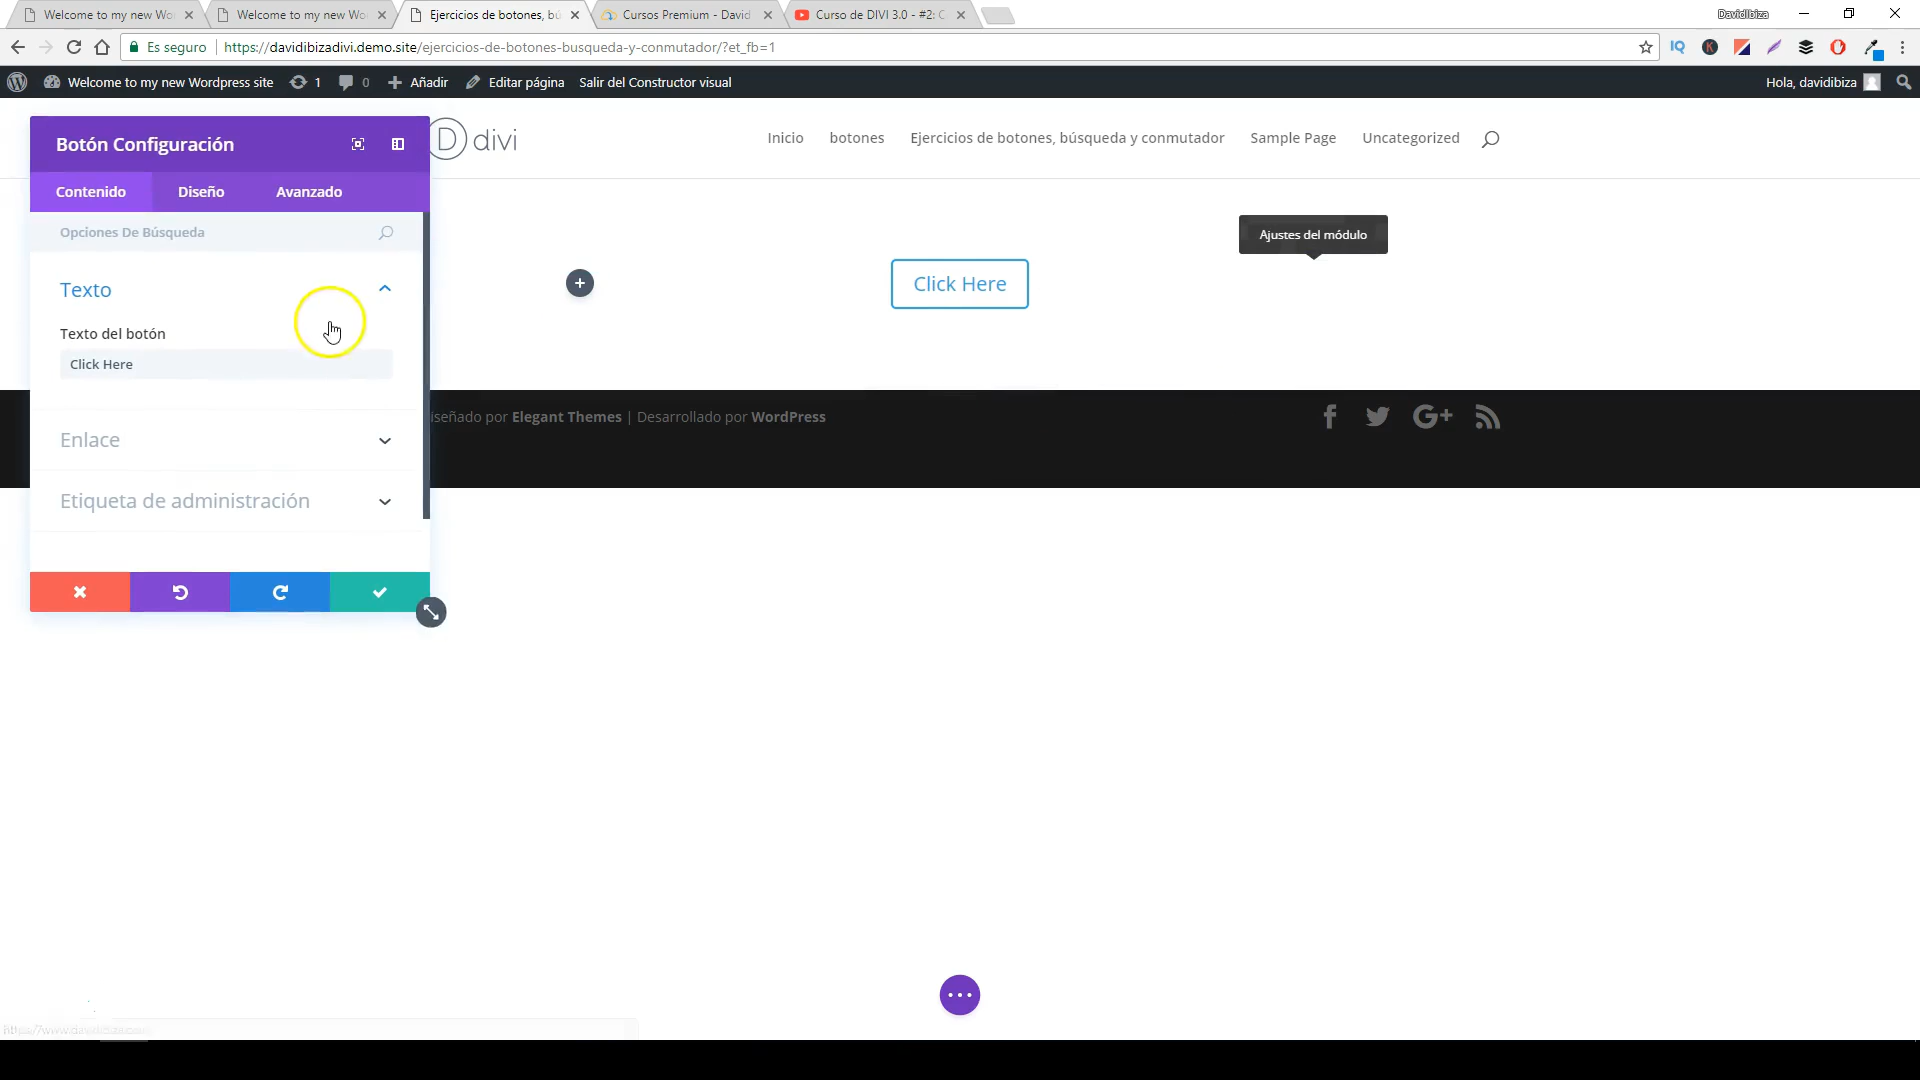 Welcome to my new Wor
Welcome to my new Wo
Ejercicios de botones, bú
Cursos Premium - David
Curso de DIVI 3.0 - #2: C
DavidIbiza
Es seguro
https://davidibizadivi.demo.site/ejercicios-de-botones-busqueda-y-conmutador/?et_fb=1
Welcome to my new Wordpress site
1
0
Añadir
Editar página
Salir del Constructor visual
Hola, davidibiza
Botón Configuración
divi
Inicio
botones
Ejercicios de botones, búsqueda y conmutador
Sample Page
Uncategorized
Contenido
Diseño
Avanzado
Opciones De Búsqueda
Ajustes del módulo
Texto
Click Here
Texto del botón
Click Here
señado por Elegant Themes | Desarrollado por WordPress
Enlace
Etiqueta de administración